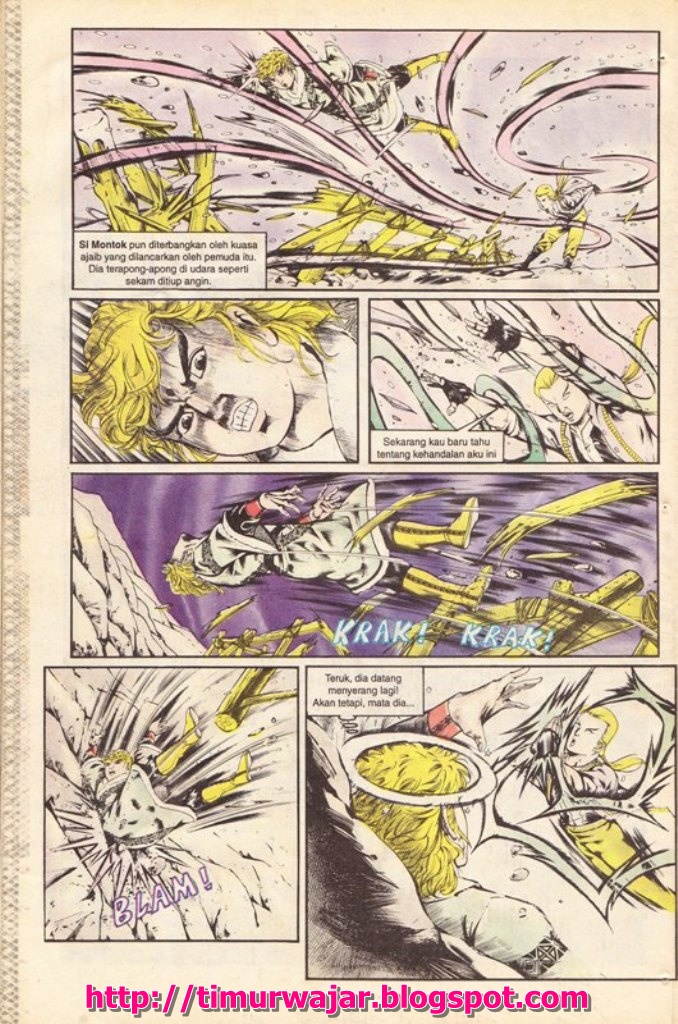 Si Montok pun diterbangkan oleh kuasa
ajaib yang dilancarkan oleh pemuda itu.
Dia terapong-apong di udara seperti
sekam ditiup angin.
Sekarang kau baru tahu
tentang kehandalan aku ini
KRAK! KRAK!
BLAM!
Teruk, dia datang
menyerang lagi!
Akan tetapi, mata dia...
http://timurwajar.blogspot.com